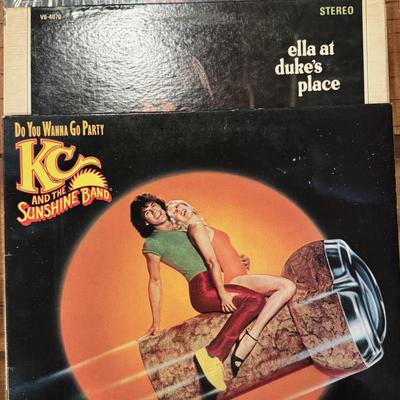 V6-4070
STEREO
ella at
duke's
place
Do You Wanna Go Party
KC
AND THE
SUNSHINE BAND